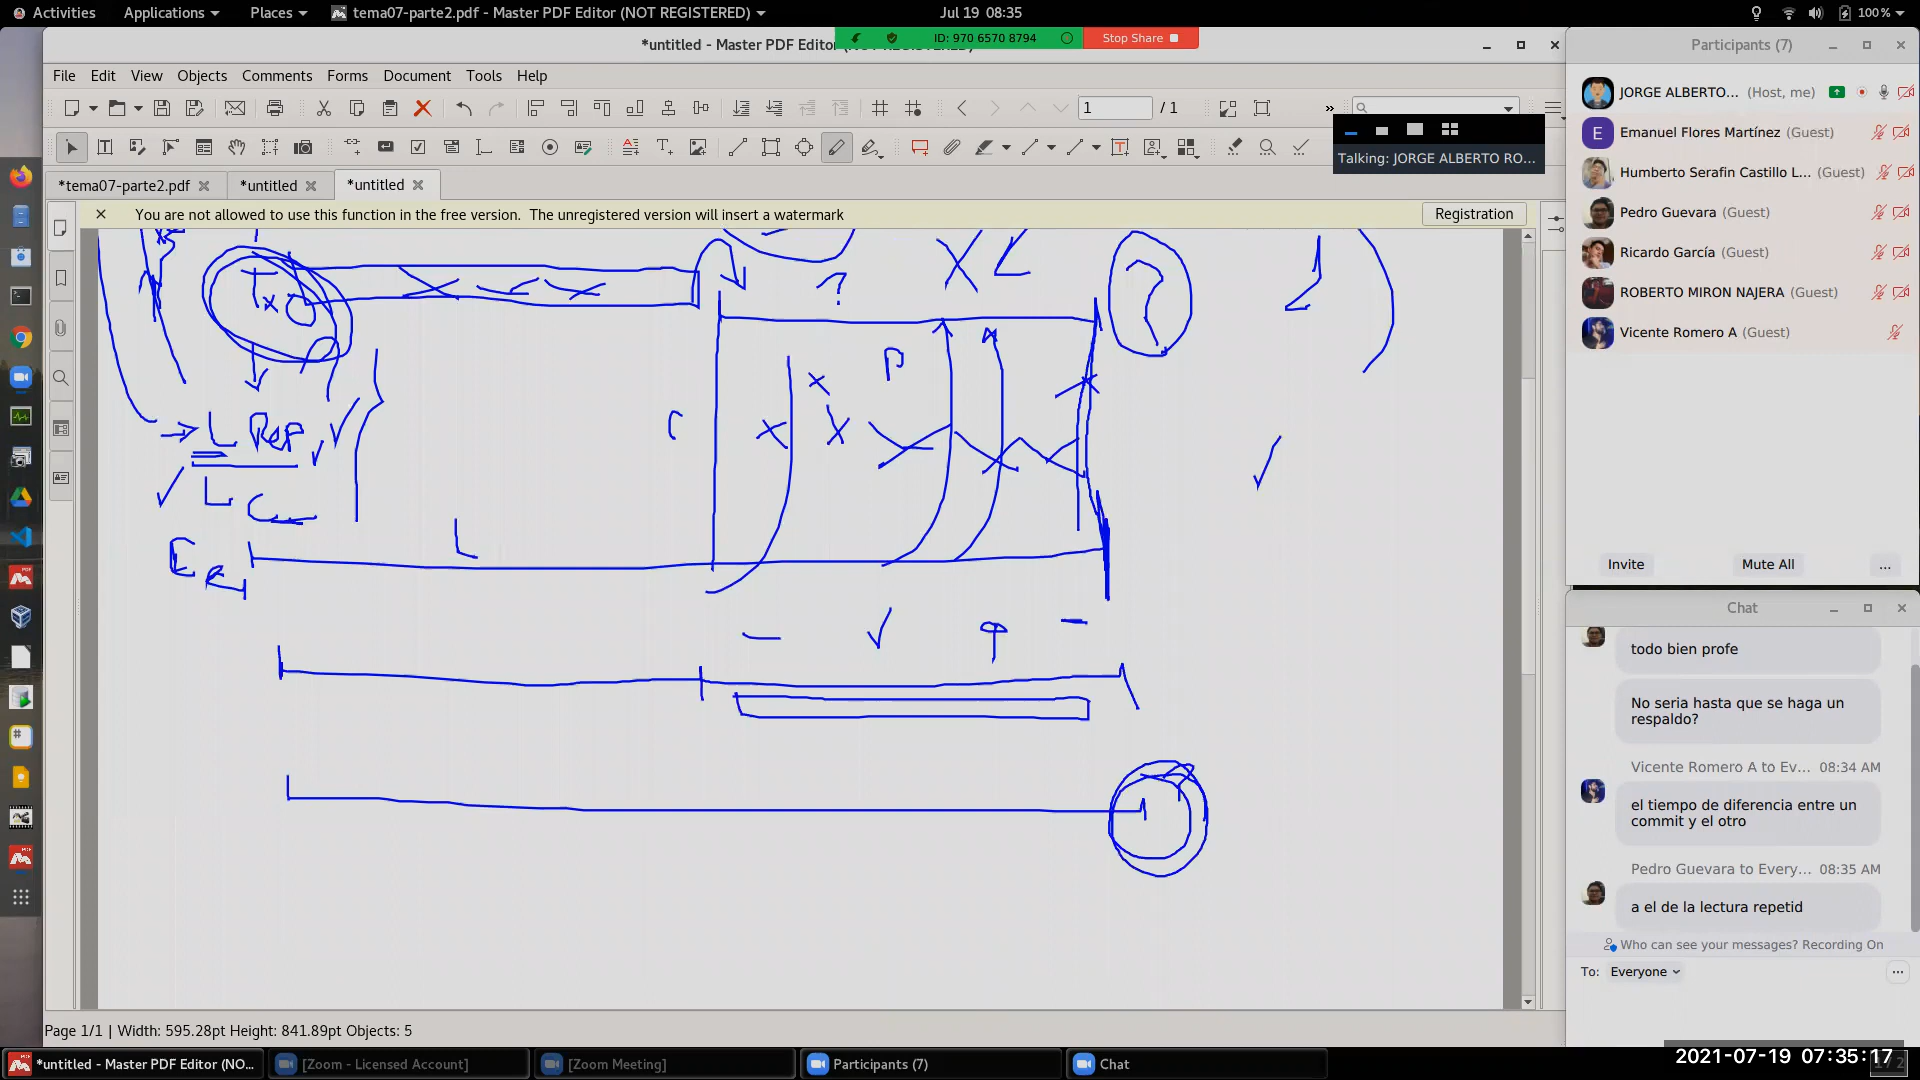 Activities
Applications
Places
tema07-parte2.pdf - Master PDF Editor (NOT REGISTERED)
Jul 19 08:35
100%
*untitled - Master PDF Editor
ID: 970 6570 8794
Stop Share
File Edit View Objects Comments Forms Document Tools Help
1 / 1
Talking: JORGE ALBERTO RO...
*tema07-parte2.pdf
*untitled
*untitled
You are not allowed to use this function in the free version. The unregistered version will insert a watermark
Registration
Tx
?
P
C
L Rep
L C
L
ER
Page 1/1 | Width: 595.28pt Height: 841.89pt Objects: 5
Participants (7)
JORGE ALBERTO... (Host, me)
E
Emanuel Flores Martínez (Guest)
Humberto Serafin Castillo L... (Guest)
Pedro Guevara (Guest)
Ricardo García (Guest)
ROBERTO MIRON NAJERA (Guest)
Vicente Romero A (Guest)
Invite
Mute All
...
Chat
todo bien profe
No seria hasta que se haga un
respaldo?
Vicente Romero A to Ev... 08:34 AM
el tiempo de diferencia entre un
commit y el otro
Pedro Guevara to Every... 08:35 AM
a el de la lectura repetid
Who can see your messages? Recording On
To: Everyone
*untitled - Master PDF Editor (NO...
[Zoom - Licensed Account]
[Zoom Meeting]
Participants (7)
Chat
2021-07-19 07:35:17
1 / 2